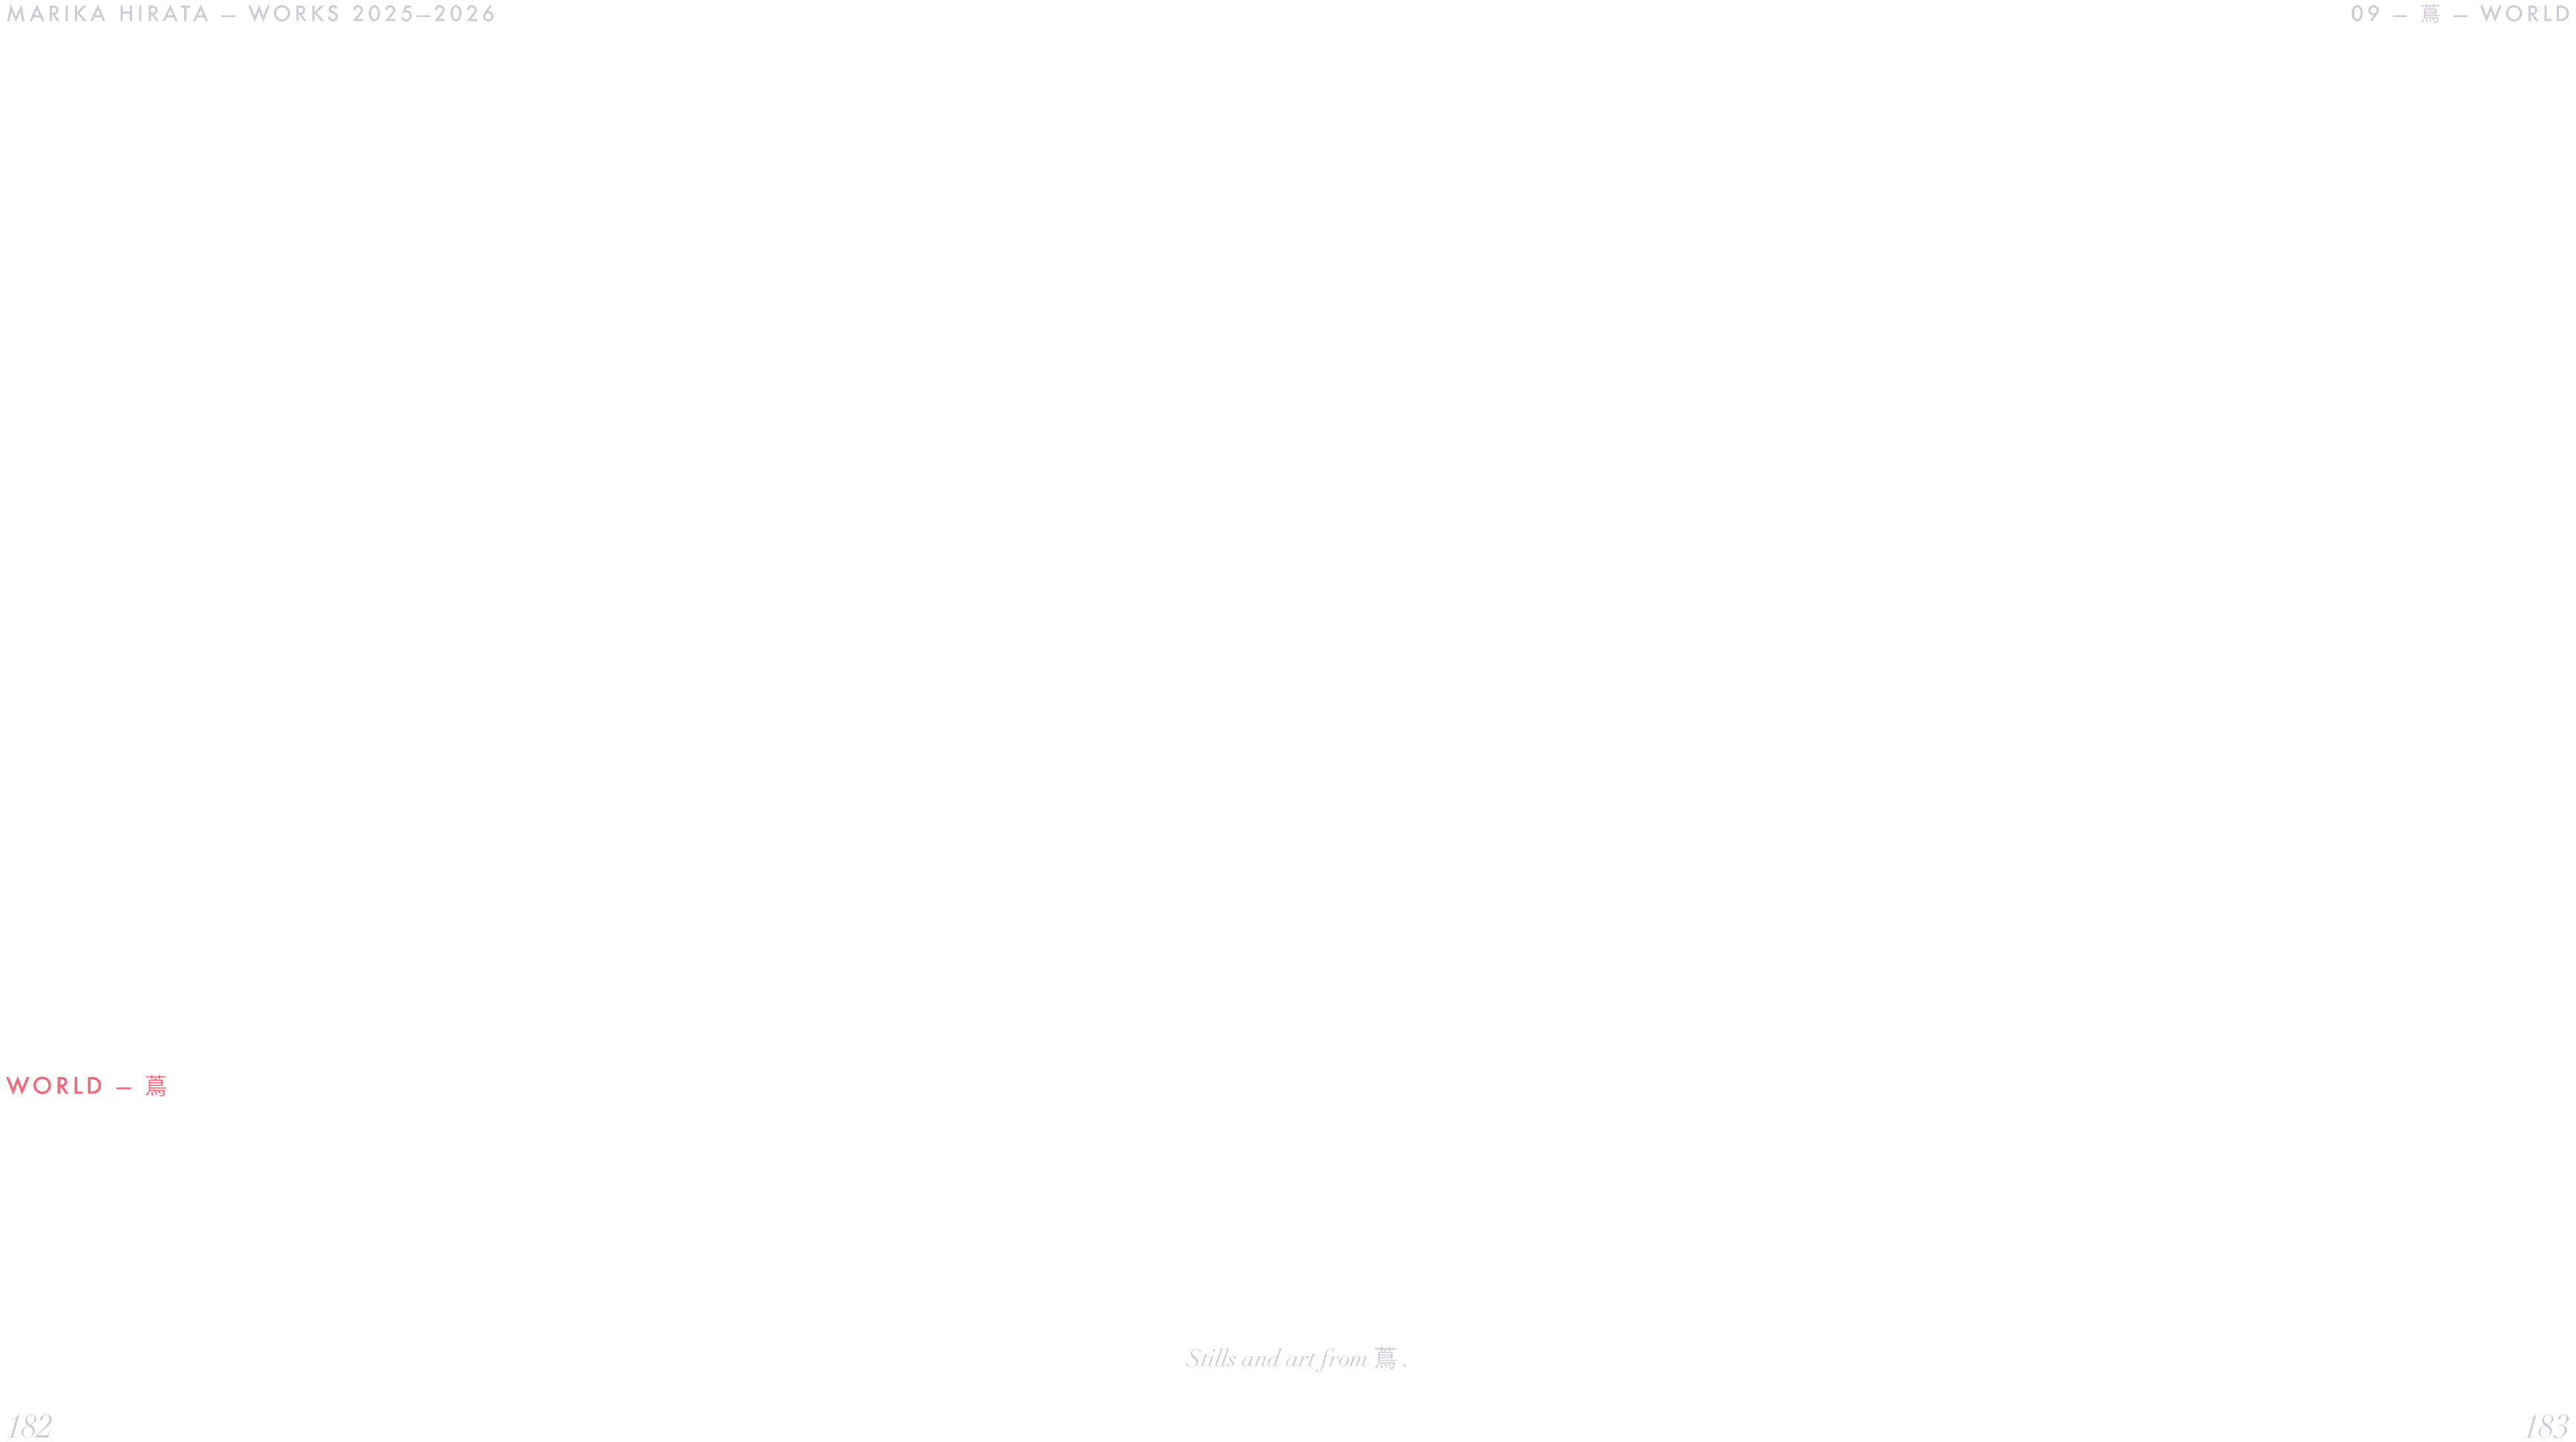 MARIKA HIRATA — WORKS 2025—2026
09 — 蔦 — WORLD
WORLD — 蔦
Stills and art from 蔦.
182
183